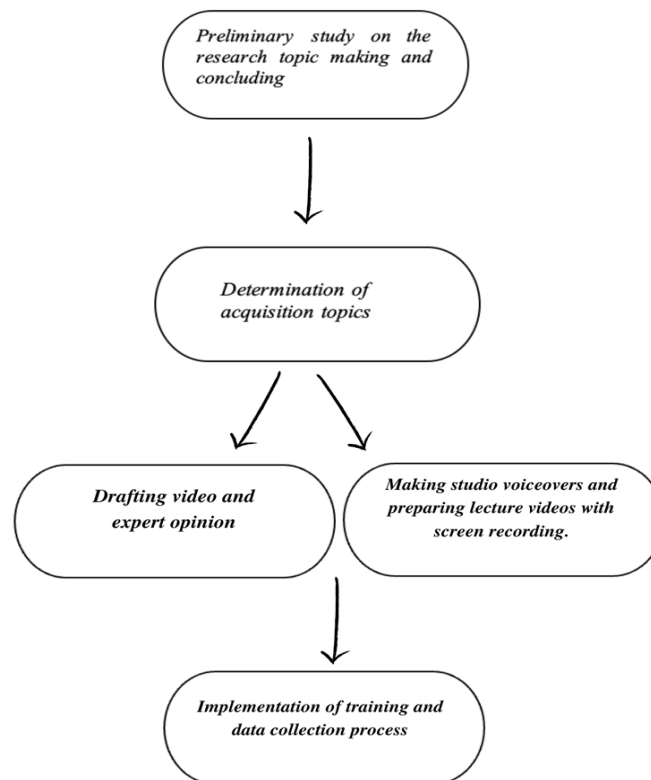 Preliminary study on the
research topic making and
concluding
Determination of
acquisition topics
Drafting video and
expert opinion
Making studio voiceovers and
preparing lecture videos with
screen recording.
Implementation of training and
data collection process